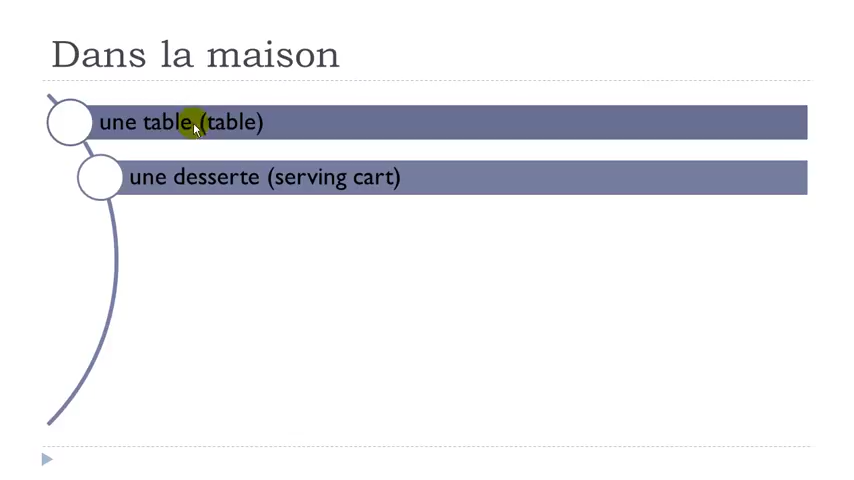 Dans la maison
une table (table)
une desserte (serving cart)